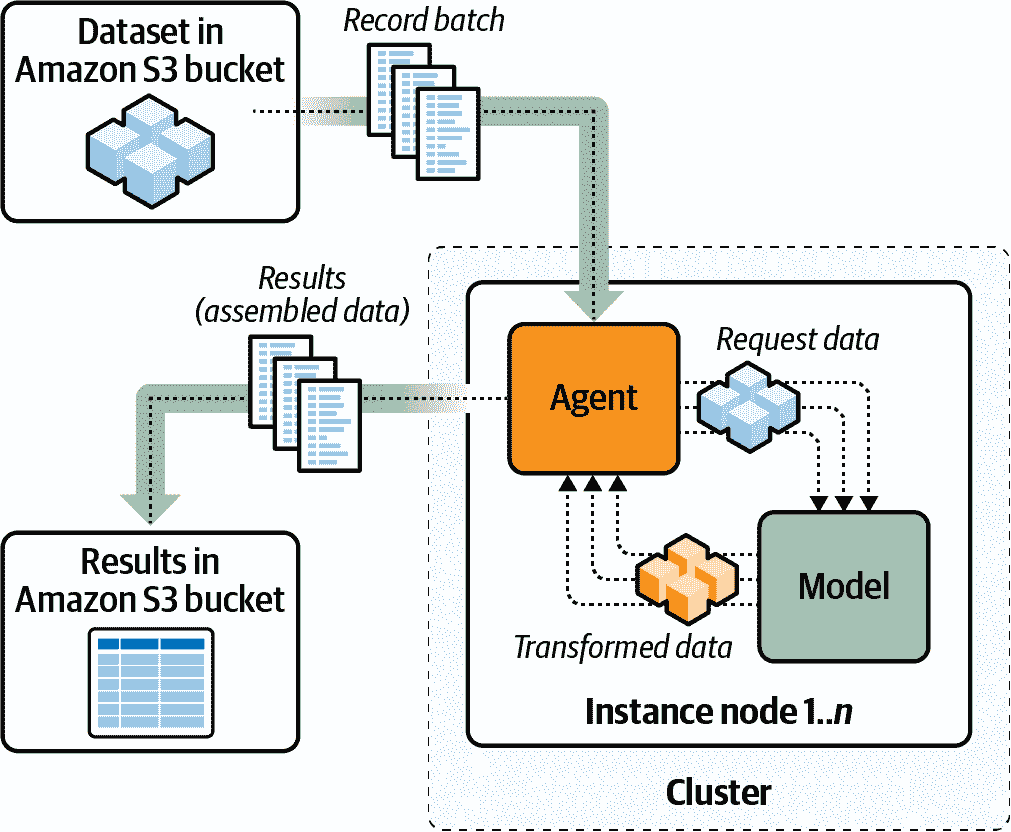 Dataset in
Amazon S3 bucket
Record batch
Results
(assembled data)
Request data
Agent
Model
Transformed data
Results in
Amazon S3 bucket
Instance node 1..n
Cluster